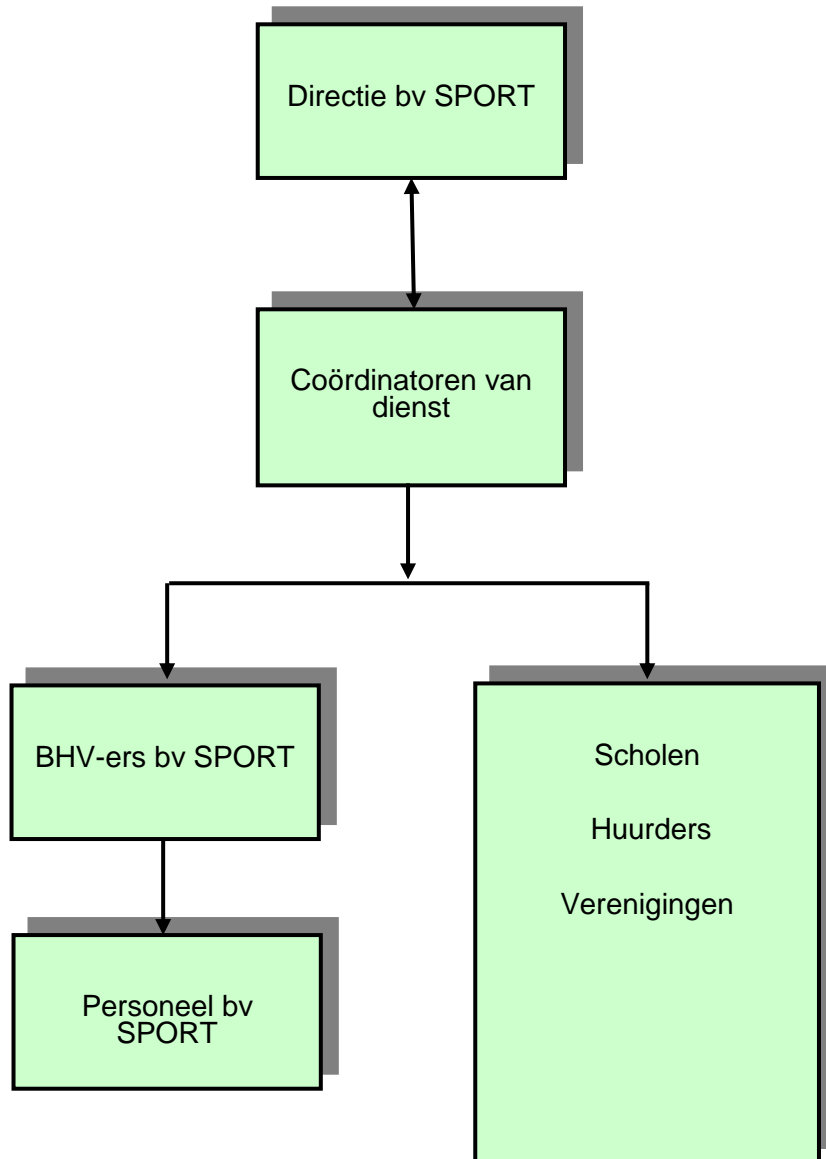 Directie bv SPORT
Coördinatoren van
dienst
BHV-ers bv SPORT
Personeel bv
SPORT
Scholen
Huurders
Verenigingen